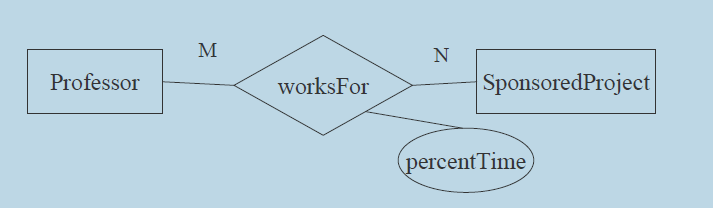 M
N
Professor
worksFor
SponsoredProject
percentTime